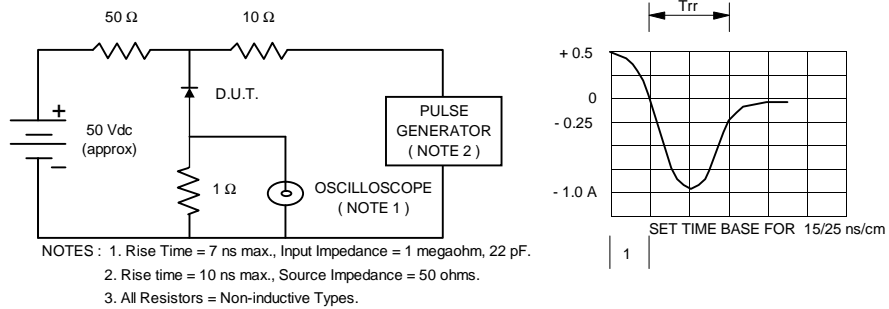 50 Ω
10 Ω
Trr
+ 0.5
D.U.T.
+
50 Vdc
(approx)
−
PULSE
GENERATOR
( NOTE 2 )
0
- 0.25
1 Ω
OSCILLOSCOPE
( NOTE 1 )
- 1.0 A
SET TIME BASE FOR 15/25 ns/cm
1
NOTES : 1. Rise Time = 7 ns max., Input Impedance = 1 megaohm, 22 pF.
2. Rise time = 10 ns max., Source Impedance = 50 ohms.
3. All Resistors = Non-inductive Types.